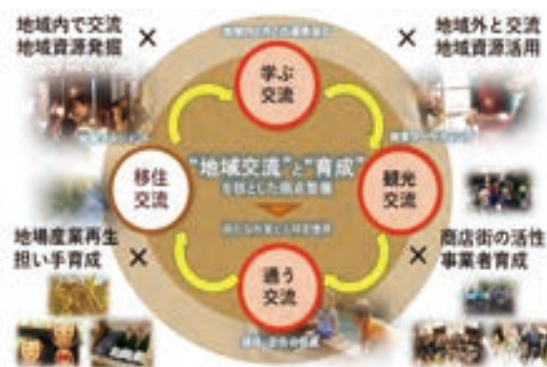 地域内で交流
地域資源発掘
×
×
地域外と交流
地域資源活用
学ぶ
交流
移住
交流
"地域交流"と"育成"
を核とした拠点整備
観光
交流
地場産業再生
担い手育成
×
×
商店街の活性
事業者育成
通う
交流